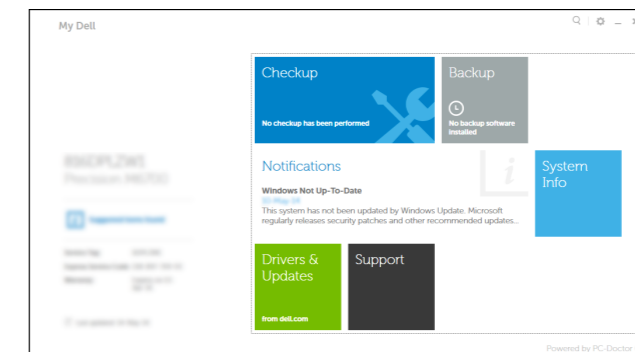 My Dell
Checkup
No checkup has been performed
Backup
No backup software
installed
Notifications
Windows Not Up-To-Date
This system has not been updated by Windows Update. Microsoft
regularly releases security patches and other recommended updates...
System
Info
Drivers &
Updates
from dell.com
Support
Powered by PC-Doctor